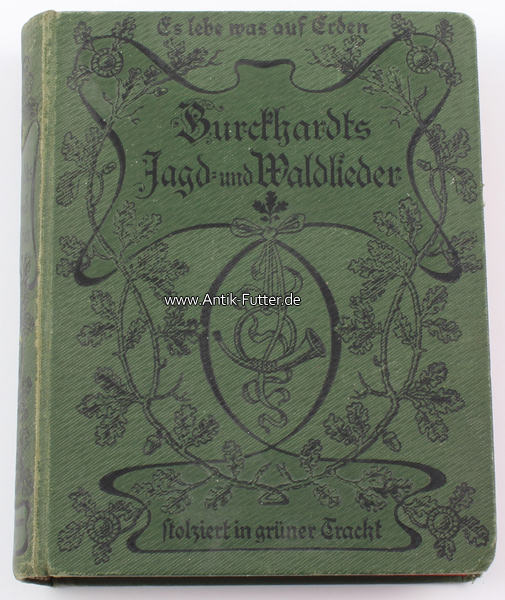 Es lebe was auf Erden
Burckhardts
Jagd- und Waldlieder
www.Antik-Futter.de
stolziert in grüner Tracht